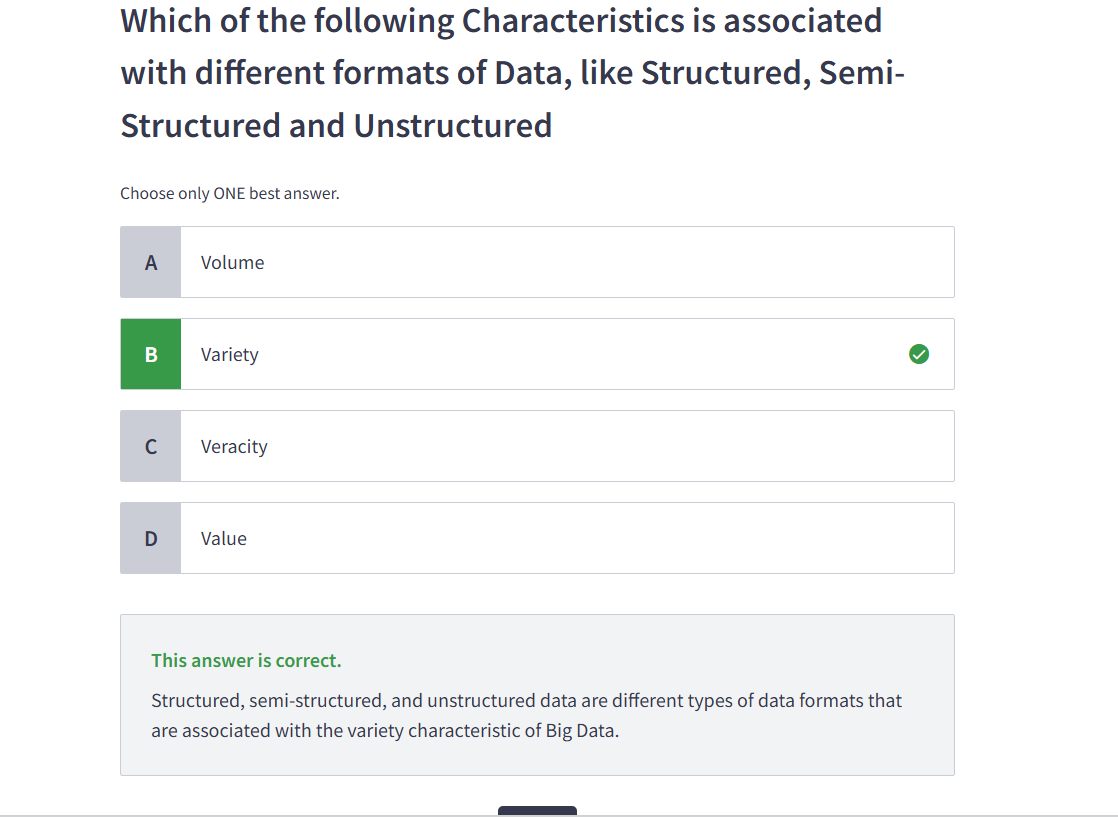 Which of the following Characteristics is associated
with different formats of Data, like Structured, Semi-
Structured and Unstructured
Choose only ONE best answer.
A Volume
B Variety
C Veracity
D Value
This answer is correct.
Structured, semi-structured, and unstructured data are different types of data formats that
are associated with the variety characteristic of Big Data.